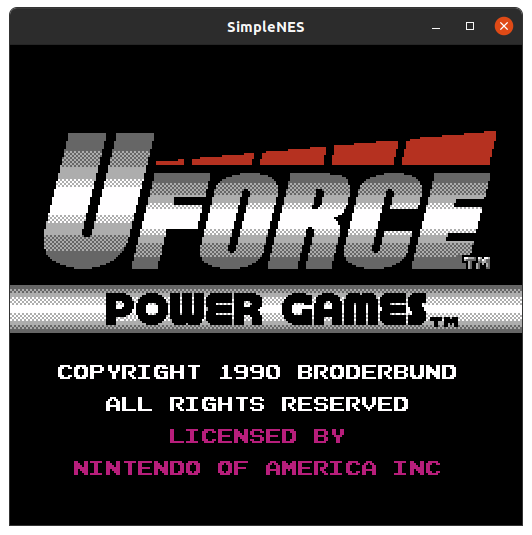 SimpleNES
UFORCE TM
POWER GAMES TM
COPYRIGHT 1990 BRODERBUND
ALL RIGHTS RESERVED
LICENSED BY
NINTENDO OF AMERICA INC